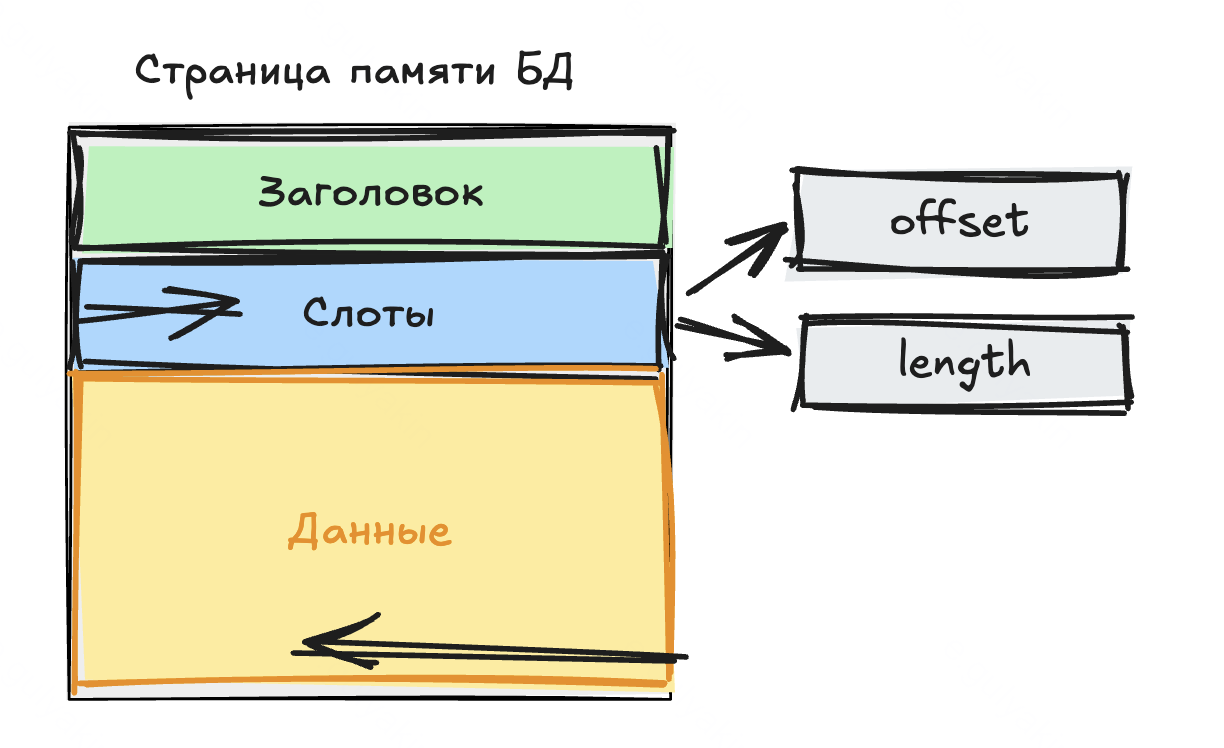 Страница памяти БД
Заголовок
Слоты
offset
length
Данные